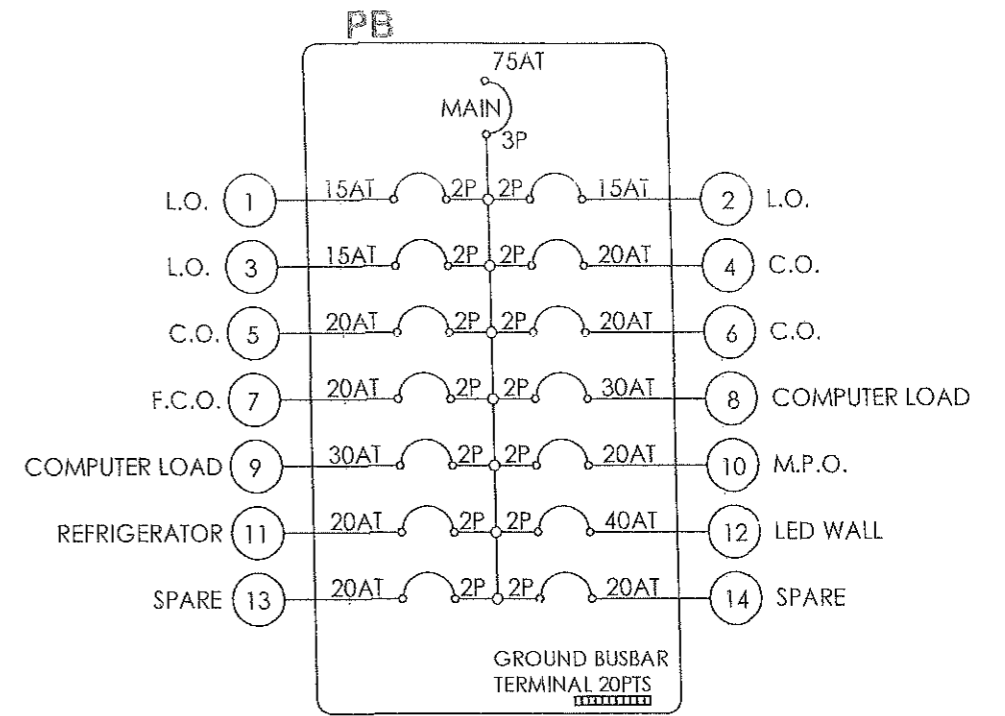 PB
75AT
MAIN
3P
L.O. 1 15AT 2P 2P 15AT 2 L.O.
L.O. 3 15AT 2P 2P 20AT 4 C.O.
C.O. 5 20AT 2P 2P 20AT 6 C.O.
F.C.O. 7 20AT 2P 2P 30AT 8 COMPUTER LOAD
COMPUTER LOAD 9 30AT 2P 2P 20AT 10 M.P.O.
REFRIGERATOR 11 20AT 2P 2P 40AT 12 LED WALL
SPARE 13 20AT 2P 2P 20AT 14 SPARE
GROUND BUSBAR
TERMINAL 20PTS